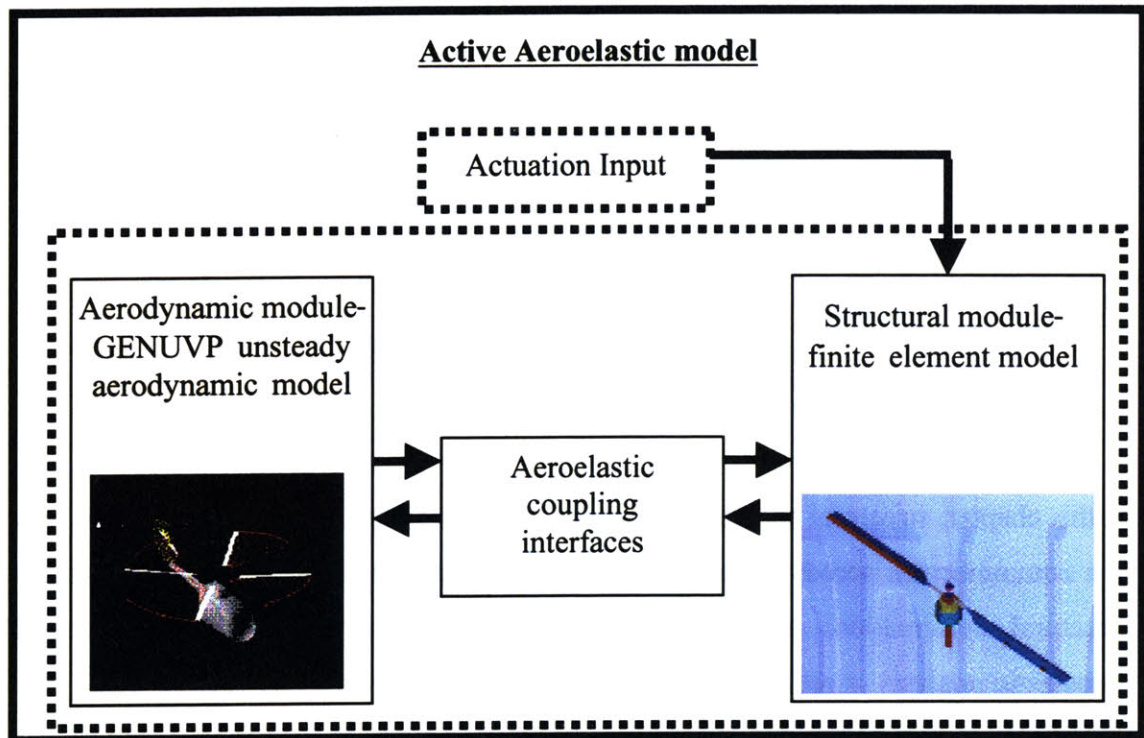 Active Aeroelastic model
Actuation Input
Aerodynamic module-
GENUVP unsteady
aerodynamic model
Structural module-
finite element model
Aeroelastic
coupling
interfaces